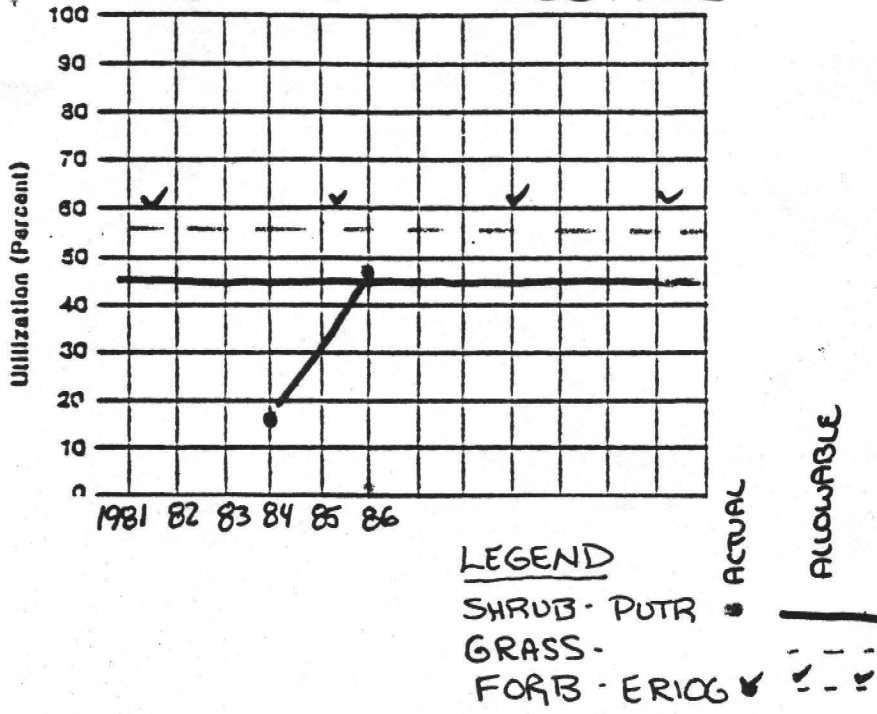 100
90
80
70
60
50
40
30
20
10
0
Utilization (Percent)
1981 82 83 84 85 86
LEGEND
ACTUAL
ALLOWABLE
SHRUB - PUTR
GRASS -
FORB - ERIOG